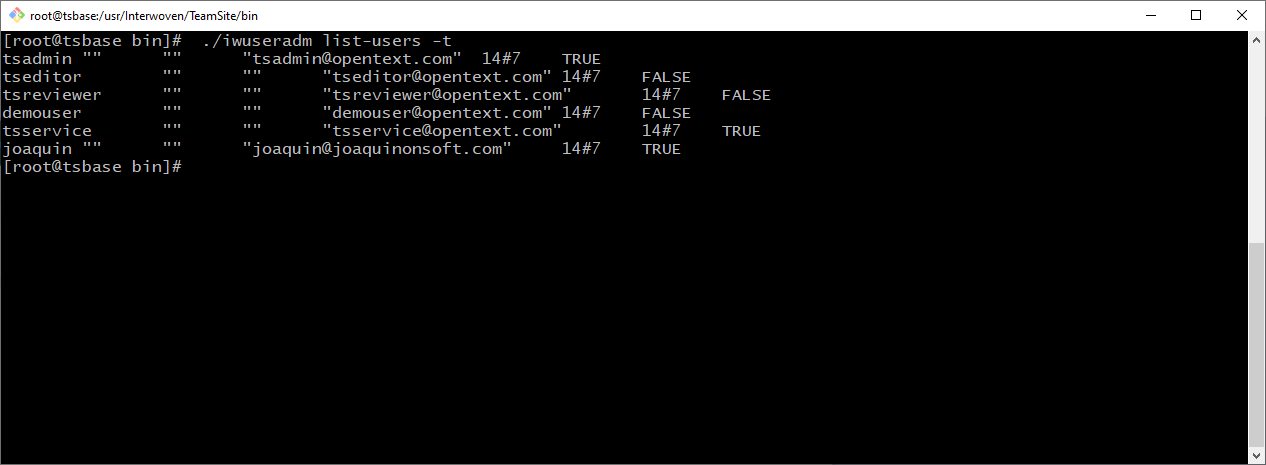 root@tsbase:/usr/Interwoven/TeamSite/bin
[root@tsbase bin]#  ./iwuseradm list-users -t
tsadmin ""      ""      "tsadmin@opentext.com"  14#7    TRUE
tseditor        ""      ""      "tseditor@opentext.com" 14#7    FALSE
tsreviewer      ""      ""      "tsreviewer@opentext.com"       14#7    FALSE
demouser        ""      ""      "demouser@opentext.com" 14#7    FALSE
tsservice       ""      ""      "tsservice@opentext.com"        14#7    TRUE
joaquin ""      ""      "joaquin@joaquinonsoft.com"     14#7    TRUE
[root@tsbase bin]#